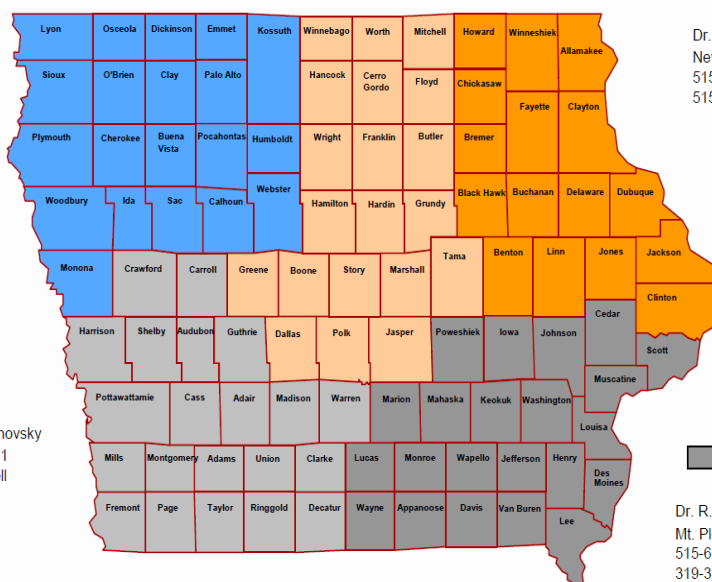 Lyon Osceola Dickinson Emmet Kossuth Winnebago Worth Mitchell Howard Winneshiek Allamakee
Dr.
Sioux O'Brien Clay Palo Alto Hancock Cerro Gordo Floyd Chickasaw
515
515
Fayette Clayton
Plymouth Cherokee Buena Vista Pocahontas Humboldt Wright Franklin Butler Bremer
Woodbury Ida Sac Calhoun Webster Hamilton Hardin Grundy Black Hawk Buchanan Delaware Dubuque
Monona Crawford Carroll Greene Boone Story Marshall Tama Benton Linn Jones Jackson
Clinton
Harrison Shelby Audubon Guthrie Dallas Polk Jasper Poweshiek Iowa Johnson Cedar
Scott
Muscatine
Pottawattamie Cass Adair Madison Warren Marion Mahaska Keokuk Washington
Louisa
novsky
1
ll
Mills Montgomery Adams Union Clarke Lucas Monroe Wapello Jefferson Henry
Des
Moines
Fremont Page Taylor Ringgold Decatur Wayne Appanoose Davis Van Buren
Lee
Dr. R.
Mt. Pl
515-6
319-3